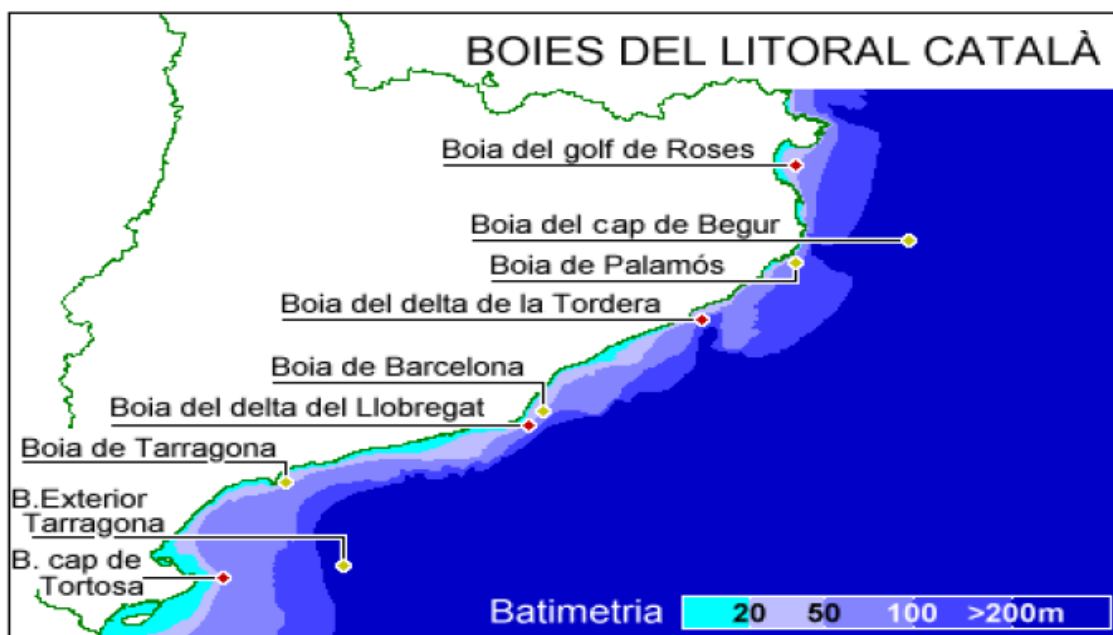 BOIES DEL LITORAL CATALÀ
Boia del golf de Roses
Boia del cap de Begur
Boia de Palamós
Boia del delta de la Tordera
Boia de Barcelona
Boia del delta del Llobregat
Boia de Tarragona
B.Exterior
Tarragona
B. cap de
Tortosa
Batimetria 20 50 100 >200m